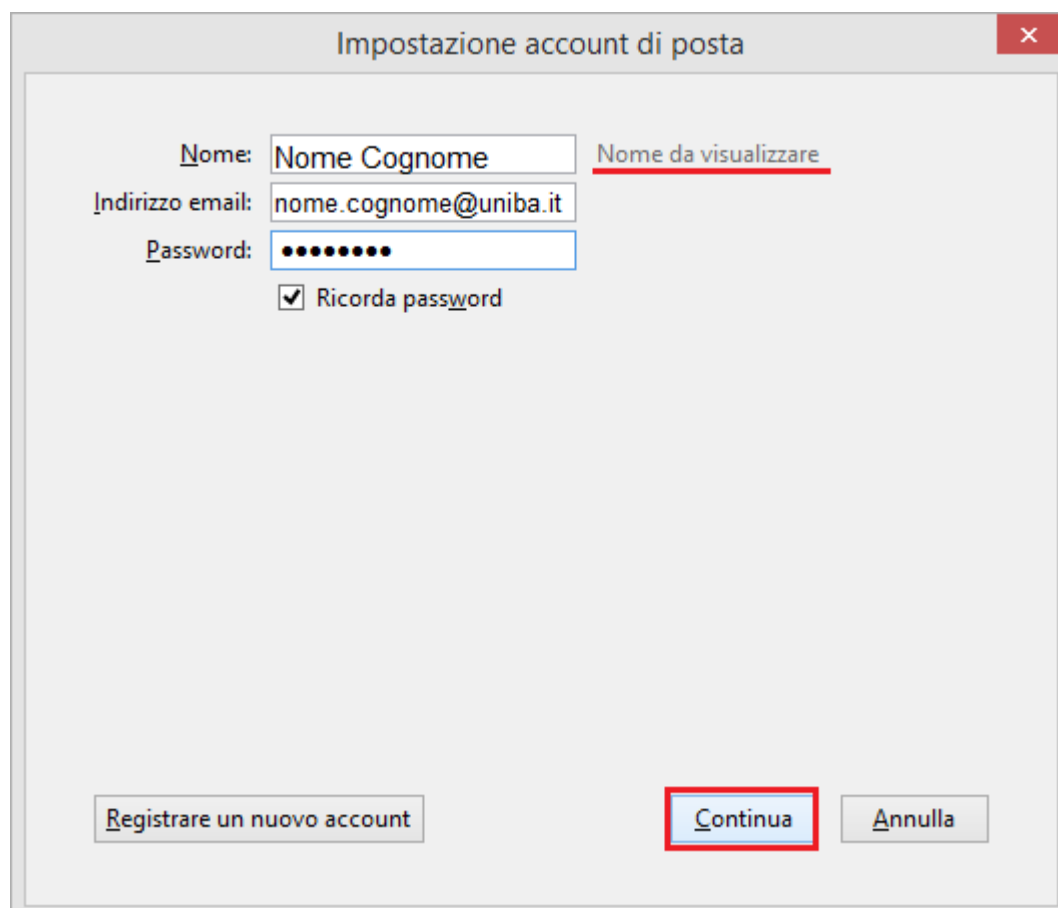 Impostazione account di posta
Nome: Nome Cognome Nome da visualizzare
Indirizzo email: nome.cognome@uniba.it
Password: ••••••••
Ricorda password
Registrare un nuovo account Continua Annulla